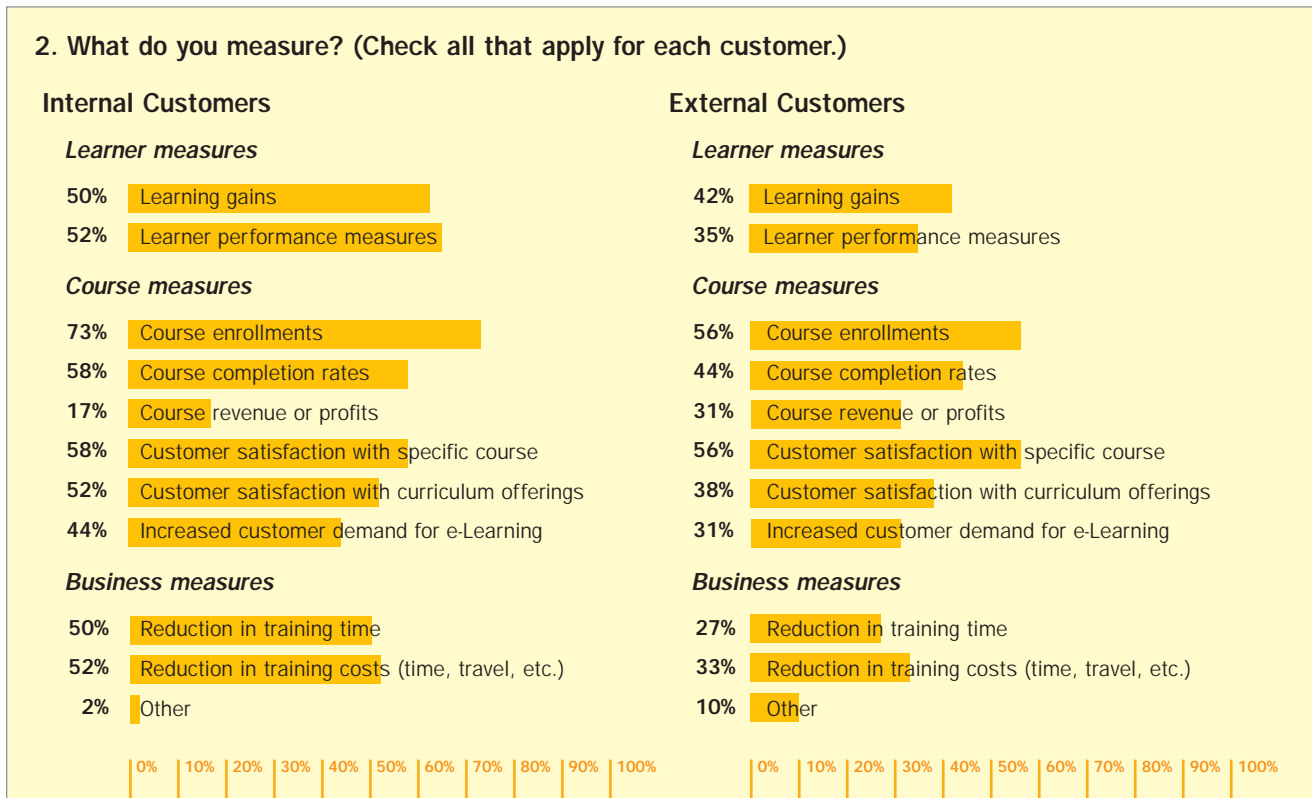 2. What do you measure? (Check all that apply for each customer.)
Internal Customers
Learner measures
50% Learning gains
52% Learner performance measures
Course measures
73% Course enrollments
58% Course completion rates
17% Course revenue or profits
58% Customer satisfaction with specific course
52% Customer satisfaction with curriculum offerings
44% Increased customer demand for e-Learning
Business measures
50% Reduction in training time
52% Reduction in training costs (time, travel, etc.)
2% Other
0% 10% 20% 30% 40% 50% 60% 70% 80% 90% 100%
External Customers
Learner measures
42% Learning gains
35% Learner performance measures
Course measures
56% Course enrollments
44% Course completion rates
31% Course revenue or profits
56% Customer satisfaction with specific course
38% Customer satisfaction with curriculum offerings
31% Increased customer demand for e-Learning
Business measures
27% Reduction in training time
33% Reduction in training costs (time, travel, etc.)
10% Other
0% 10% 20% 30% 40% 50% 60% 70% 80% 90% 100%